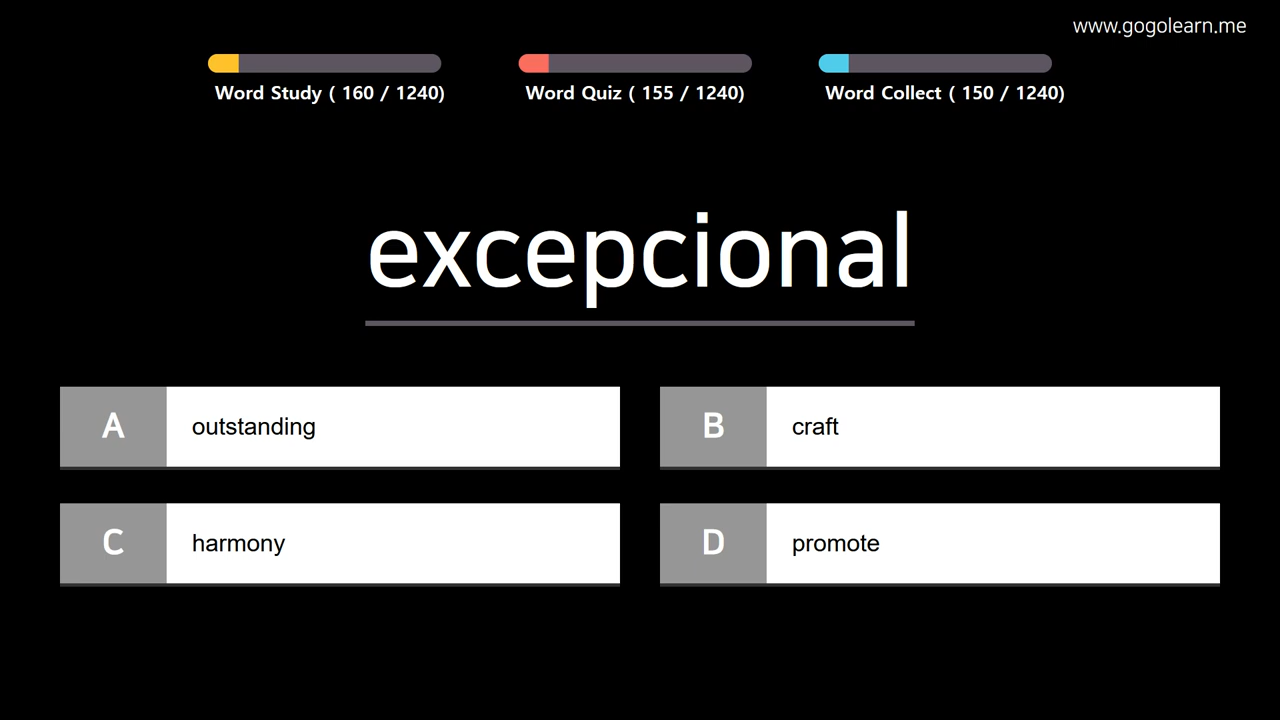 www.gogolearn.me
Word Study ( 160 / 1240)
Word Quiz ( 155 / 1240)
Word Collect ( 150 / 1240)
excepcional
A outstanding
B craft
C harmony
D promote